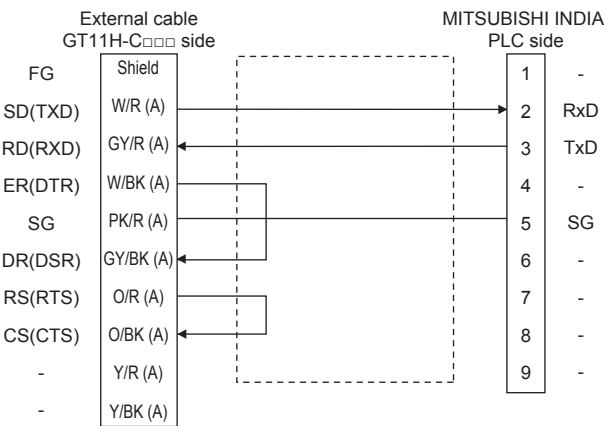 External cable MITSUBISHI INDIA
GT11H-C□□□ side PLC side
FG Shield 1 -
SD(TXD) W/R (A) 2 RxD
RD(RXD) GY/R (A) 3 TxD
ER(DTR) W/BK (A) 4 -
SG PK/R (A) 5 SG
DR(DSR) GY/BK (A) 6 -
RS(RTS) O/R (A) 7 -
CS(CTS) O/BK (A) 8 -
- Y/R (A) 9 -
- Y/BK (A)